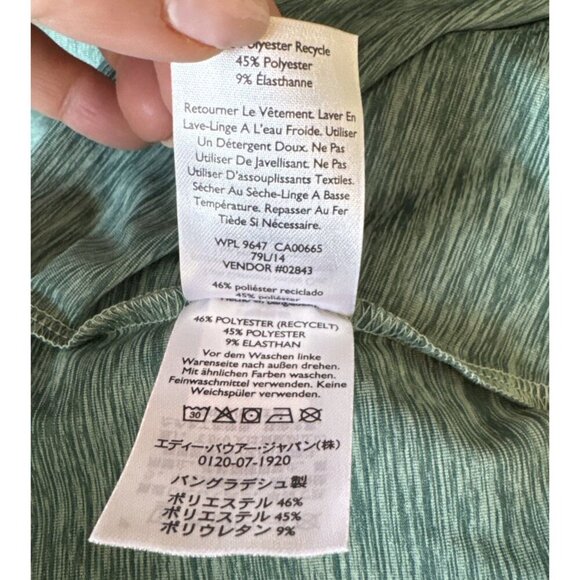 Polyester Recycle
45% Polyester
9% Élasthanne
Retourner Le Vêtement. Laver En
Lave-Linge A L'eau Froide. Utiliser
Un Détergent Doux. Ne Pas
Utiliser De Javellisant. Ne Pas
Utiliser D'assouplissants Textiles.
Sécher Au Sèche-Linge A Basse
Température. Repasser Au Fer
Tiède Si Nécessaire.
WPL 9647 CA00665
79L/14
VENDOR #02843
46% poliéster reciclado
45% poliéster
46% POLYESTER (RECYCELT)
45% POLYESTER
9% ELASTHAN
Vor dem Waschen linke
Warenseite nach außen drehen.
Mit ähnlichen Farben waschen.
Feinwaschmittel verwenden. Keine
Weichspüler verwenden.
30
エディー・バウアー・ジャパン(株)
0120-07-1920
バングラデシュ製
ポリエステル 46%
ポリエステル 45%
ポリウレタン 9%